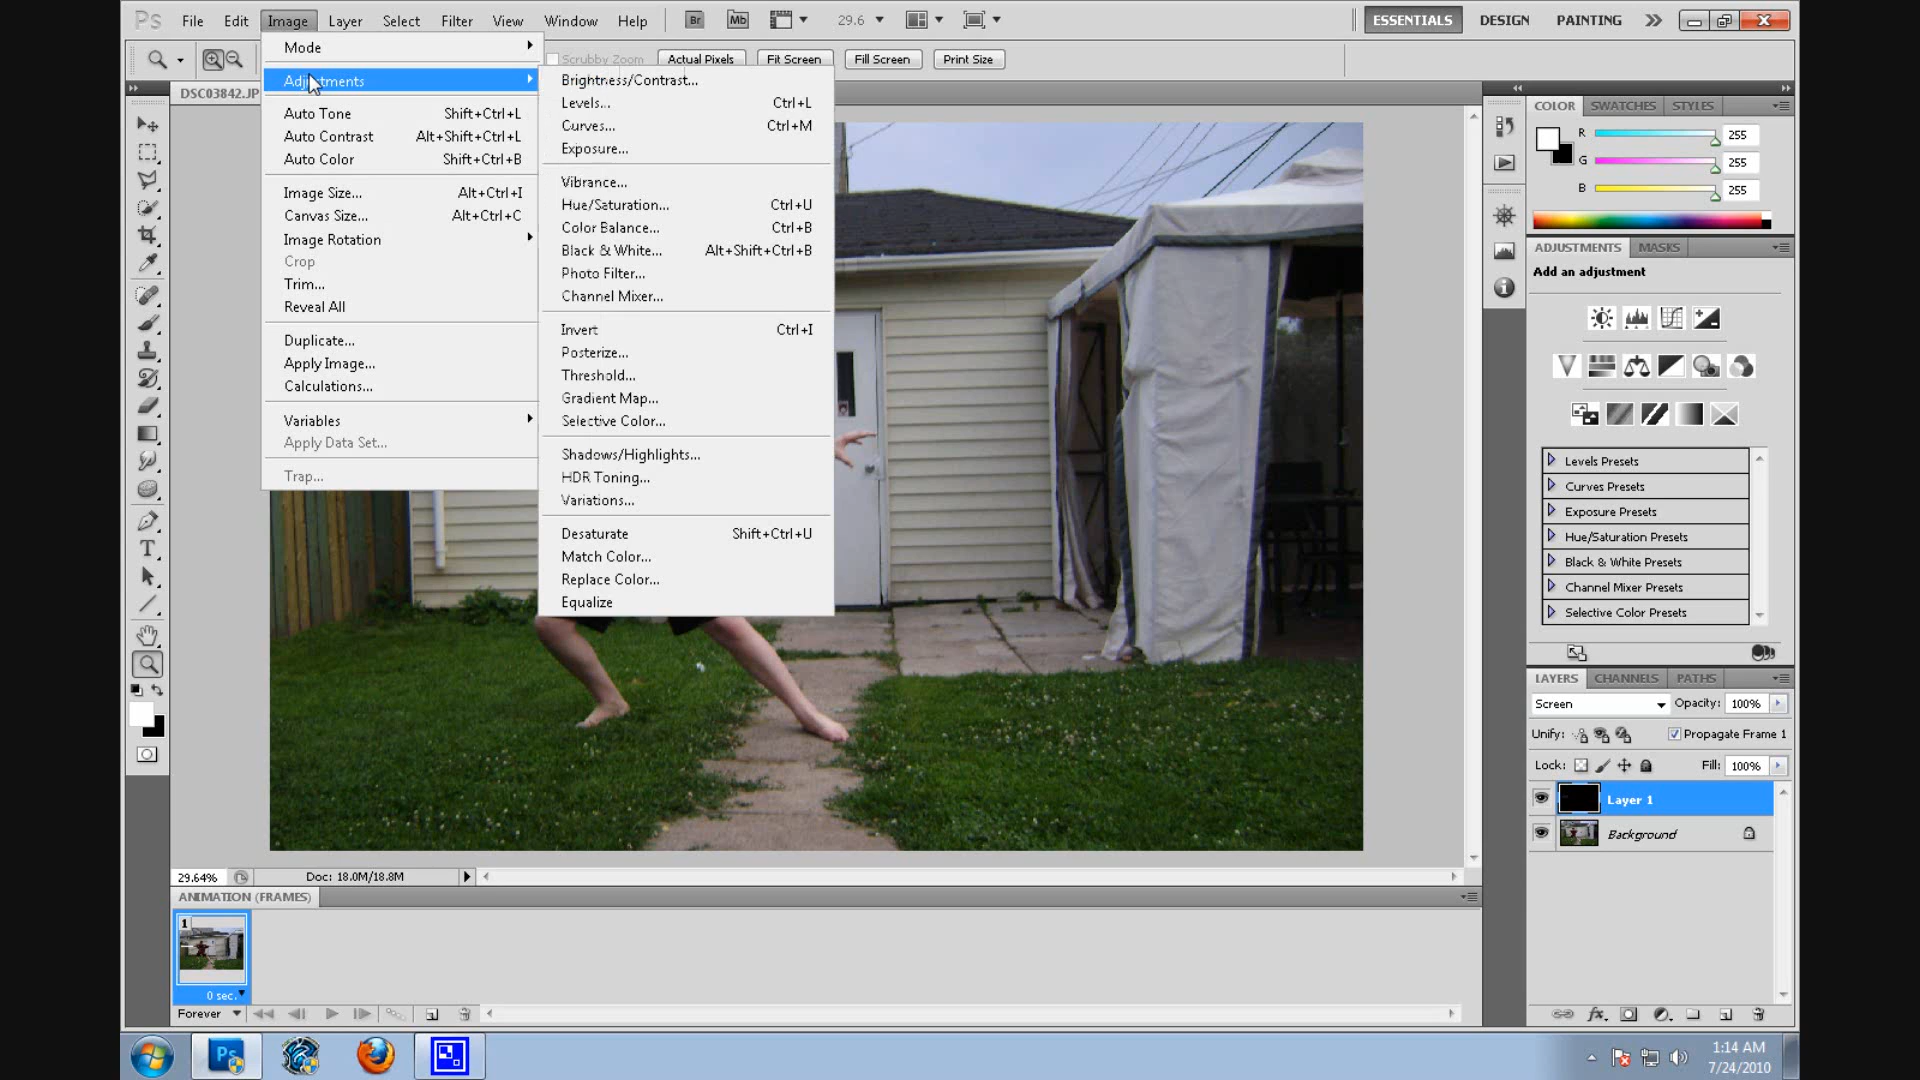 Ps File Edit Image Layer Select Filter View Window Help Br Mb 29.6 ESSENTIALS DESIGN PAINTING
Scrubby Zoom Actual Pixels Fit Screen Fill Screen Print Size
DSC03842.JP
Mode
Adjustments
Auto Tone Shift+Ctrl+L
Auto Contrast Alt+Shift+Ctrl+L
Auto Color Shift+Ctrl+B
Image Size... Alt+Ctrl+I
Canvas Size... Alt+Ctrl+C
Image Rotation
Crop
Trim...
Reveal All
Duplicate...
Apply Image...
Calculations...
Variables
Apply Data Set...
Trap...
Brightness/Contrast...
Levels... Ctrl+L
Curves... Ctrl+M
Exposure...
Vibrance...
Hue/Saturation... Ctrl+U
Color Balance... Ctrl+B
Black & White... Alt+Shift+Ctrl+B
Photo Filter...
Channel Mixer...
Invert Ctrl+I
Posterize...
Threshold...
Gradient Map...
Selective Color...
Shadows/Highlights...
HDR Toning...
Variations...
Desaturate Shift+Ctrl+U
Match Color...
Replace Color...
Equalize
COLOR SWATCHES STYLES
R 255
G 255
B 255
ADJUSTMENTS MASKS
Add an adjustment
Levels Presets
Curves Presets
Exposure Presets
Hue/Saturation Presets
Black & White Presets
Channel Mixer Presets
Selective Color Presets
LAYERS CHANNELS PATHS
Screen Opacity: 100%
Unify: Propagate Frame 1
Lock: Fill: 100%
Layer 1
Background
29.64% Doc: 18.0M/18.8M
ANIMATION (FRAMES)
1
0 sec.
Forever
Ps
1:14 AM
7/24/2010